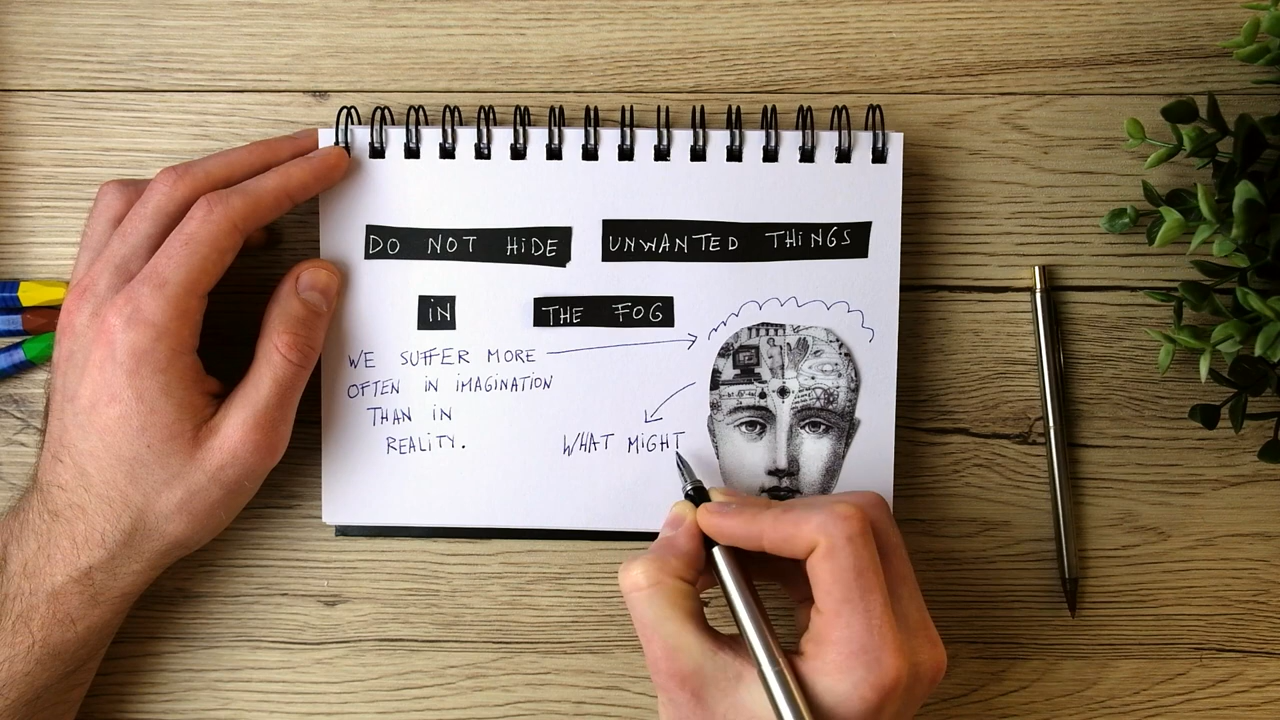 DO NOT HiDE UNWANTED THiNGS
iN THE FOG
WE SUFFER MORE
OFTEN IN iMAGINATION
THAN IN
REALiTY.
WHAT MiGHT